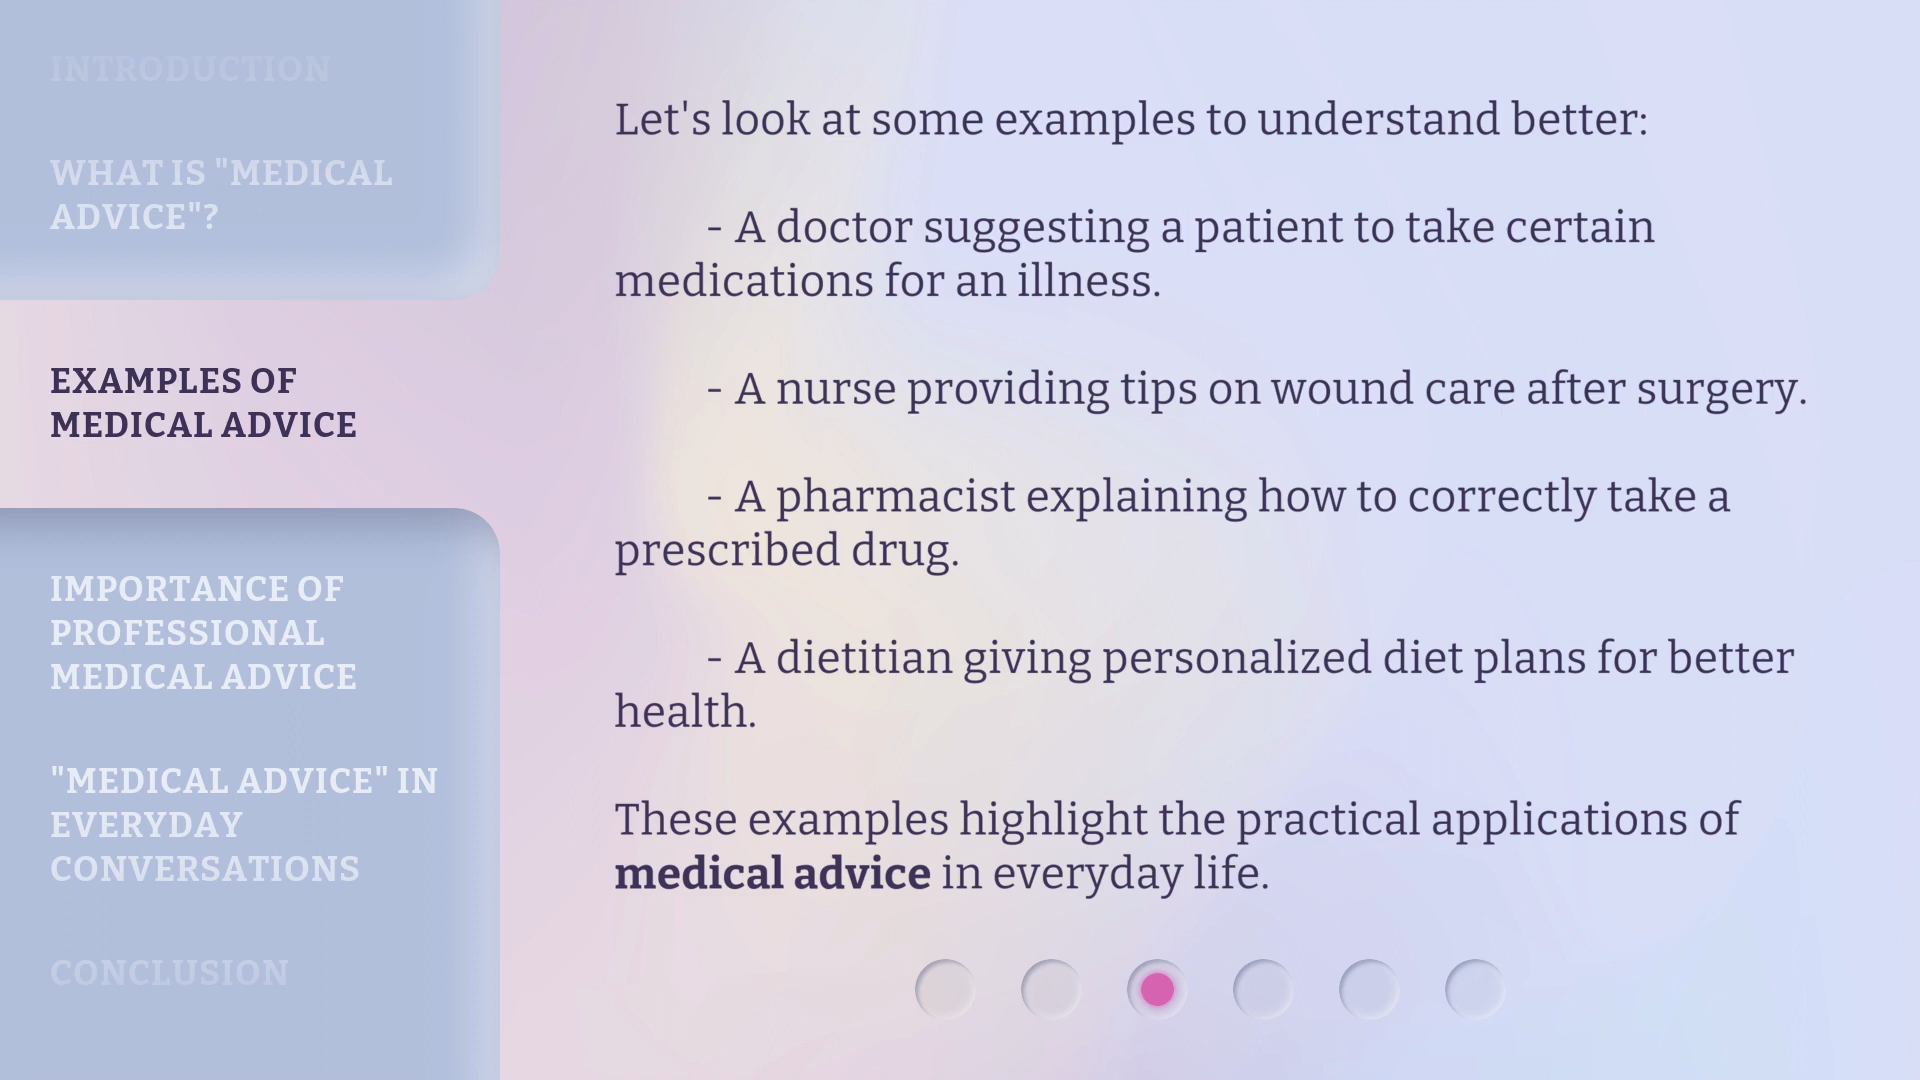 INTRODUCTION
WHAT IS "MEDICAL
ADVICE"?
EXAMPLES OF
MEDICAL ADVICE
IMPORTANCE OF
PROFESSIONAL
MEDICAL ADVICE
"MEDICAL ADVICE" IN
EVERYDAY
CONVERSATIONS
CONCLUSION
Let's look at some examples to understand better:
- A doctor suggesting a patient to take certain
medications for an illness.
- A nurse providing tips on wound care after surgery.
- A pharmacist explaining how to correctly take a
prescribed drug.
- A dietitian giving personalized diet plans for better
health.
These examples highlight the practical applications of
medical advice in everyday life.